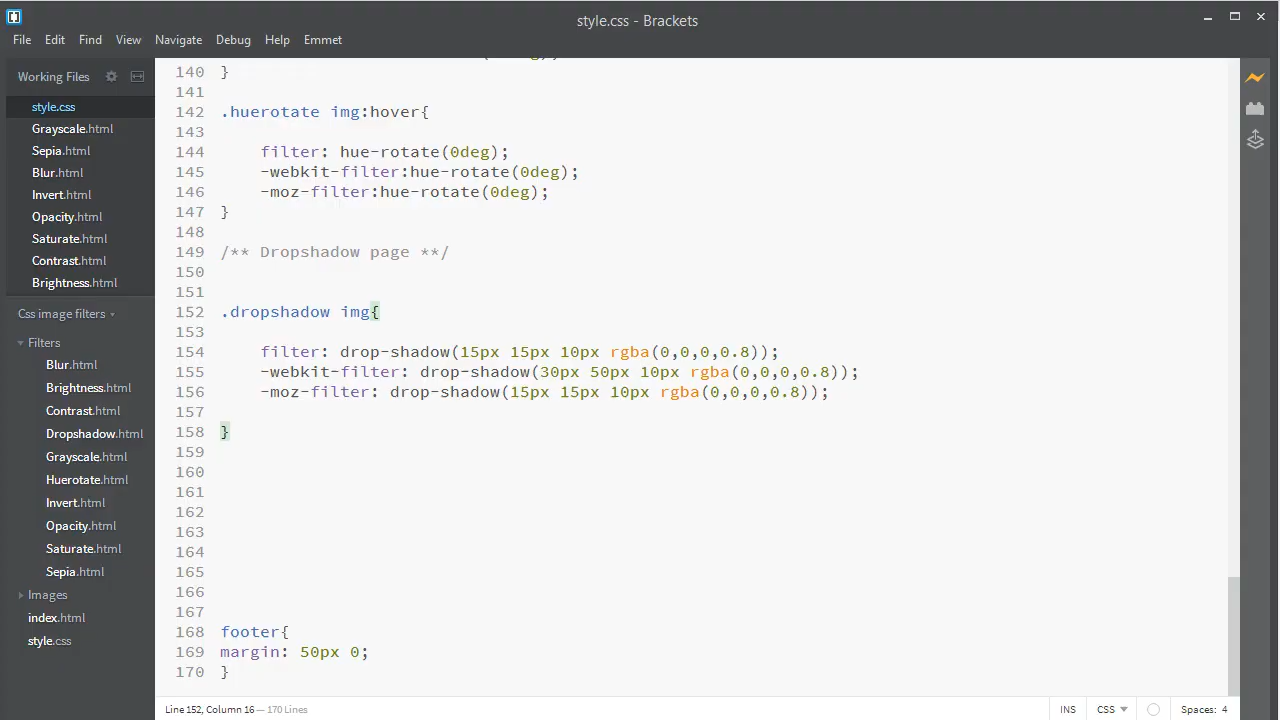 style.css - Brackets
File Edit Find View Navigate Debug Help Emmet
Working Files
style.css
Grayscale.html
Sepia.html
Blur.html
Invert.html
Opacity.html
Saturate.html
Contrast.html
Brightness.html
Css image filters
Filters
Blur.html
Brightness.html
Contrast.html
Dropshadow.html
Grayscale.html
Huerotate.html
Invert.html
Opacity.html
Saturate.html
Sepia.html
Images
index.html
style.css
140 }
141
142 .huerotate img:hover{
143
144     filter: hue-rotate(0deg);
145     -webkit-filter:hue-rotate(0deg);
146     -moz-filter:hue-rotate(0deg);
147 }
148
149 /** Dropshadow page **/
150
151
152 .dropshadow img{
153
154     filter: drop-shadow(15px 15px 10px rgba(0,0,0,0.8));
155     -webkit-filter: drop-shadow(30px 50px 10px rgba(0,0,0,0.8));
156     -moz-filter: drop-shadow(15px 15px 10px rgba(0,0,0,0.8));
157
158 }
159
160
161
162
163
164
165
166
167
168 footer{
169 margin: 50px 0;
170 }
Line 152, Column 16 — 170 Lines
INS CSS Spaces: 4